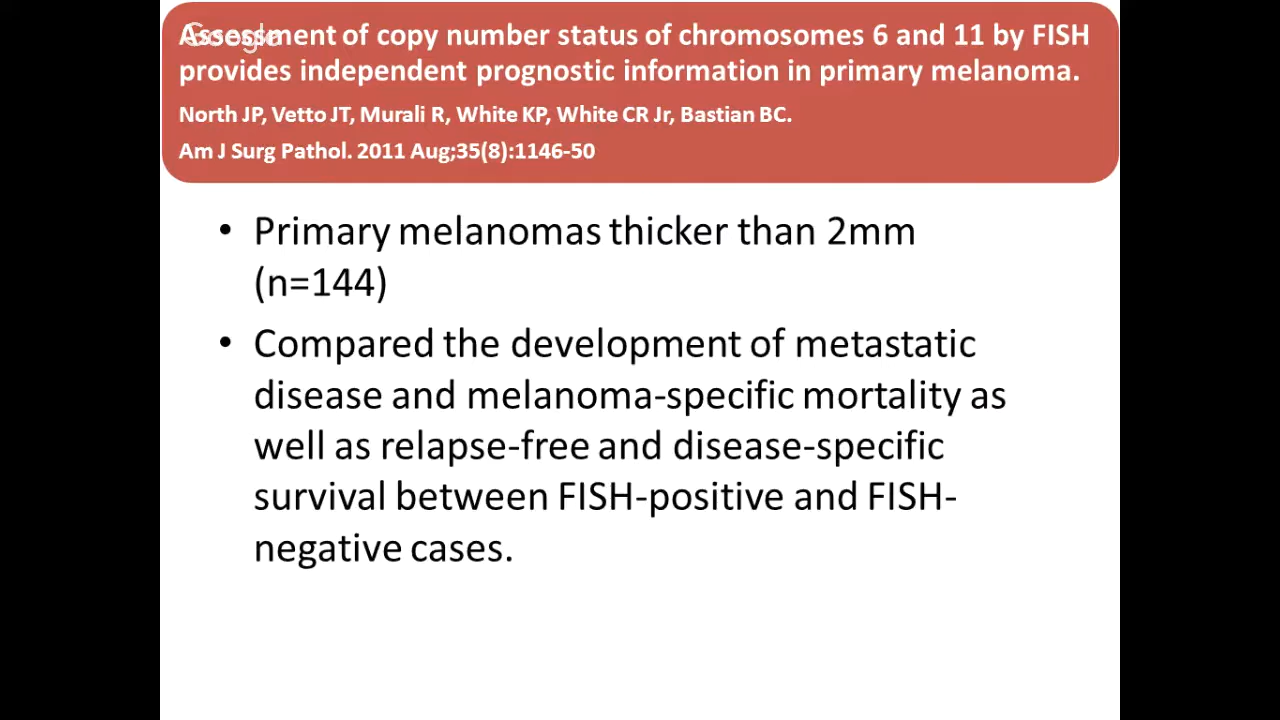 Google
Assessment of copy number status of chromosomes 6 and 11 by FISH
provides independent prognostic information in primary melanoma.
North JP, Vetto JT, Murali R, White KP, White CR Jr, Bastian BC.
Am J Surg Pathol. 2011 Aug;35(8):1146-50
• Primary melanomas thicker than 2mm
(n=144)
• Compared the development of metastatic
disease and melanoma-specific mortality as
well as relapse-free and disease-specific
survival between FISH-positive and FISH-
negative cases.